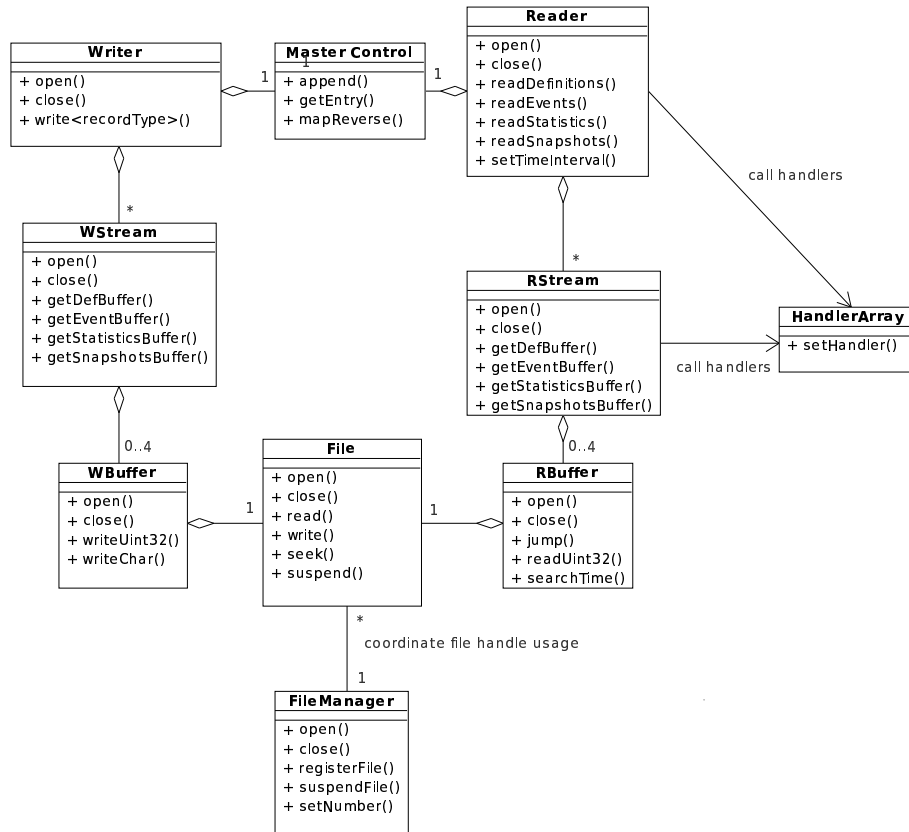 Writer
+ open()
+ close()
+ write<recordType>()
1
Master Control
1
+ append()
+ getEntry()
+ mapReverse()
1
Reader
+ open()
+ close()
+ readDefinitions()
+ readEvents()
+ readStatistics()
+ readSnapshots()
+ setTimeInterval()
call handlers
*
WStream
+ open()
+ close()
+ getDefBuffer()
+ getEventBuffer()
+ getStatisticsBuffer()
+ getSnapshotsBuffer()
*
RStream
+ open()
+ close()
+ getDefBuffer()
+ getEventBuffer()
+ getStatisticsBuffer()
+ getSnapshotsBuffer()
call handlers
HandlerArray
+ setHandler()
0..4
WBuffer
+ open()
+ close()
+ writeUint32()
+ writeChar()
1
File
+ open()
+ close()
+ read()
+ write()
+ seek()
+ suspend()
1
0..4
RBuffer
+ open()
+ close()
+ jump()
+ readUint32()
+ searchTime()
*
coordinate file handle usage
1
FileManager
+ open()
+ close()
+ registerFile()
+ suspendFile()
+ setNumber()